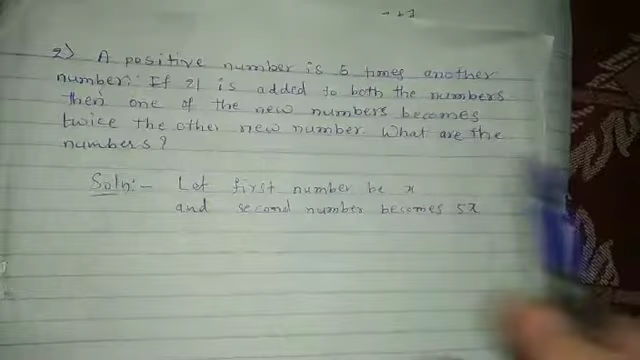 2) A positive number is 5 times another
number. If 21 is added to both the numbers
then one of the new numbers becomes
twice the other new number. What are the
numbers?
Soln:- Let first number be x
and second number becomes 5x